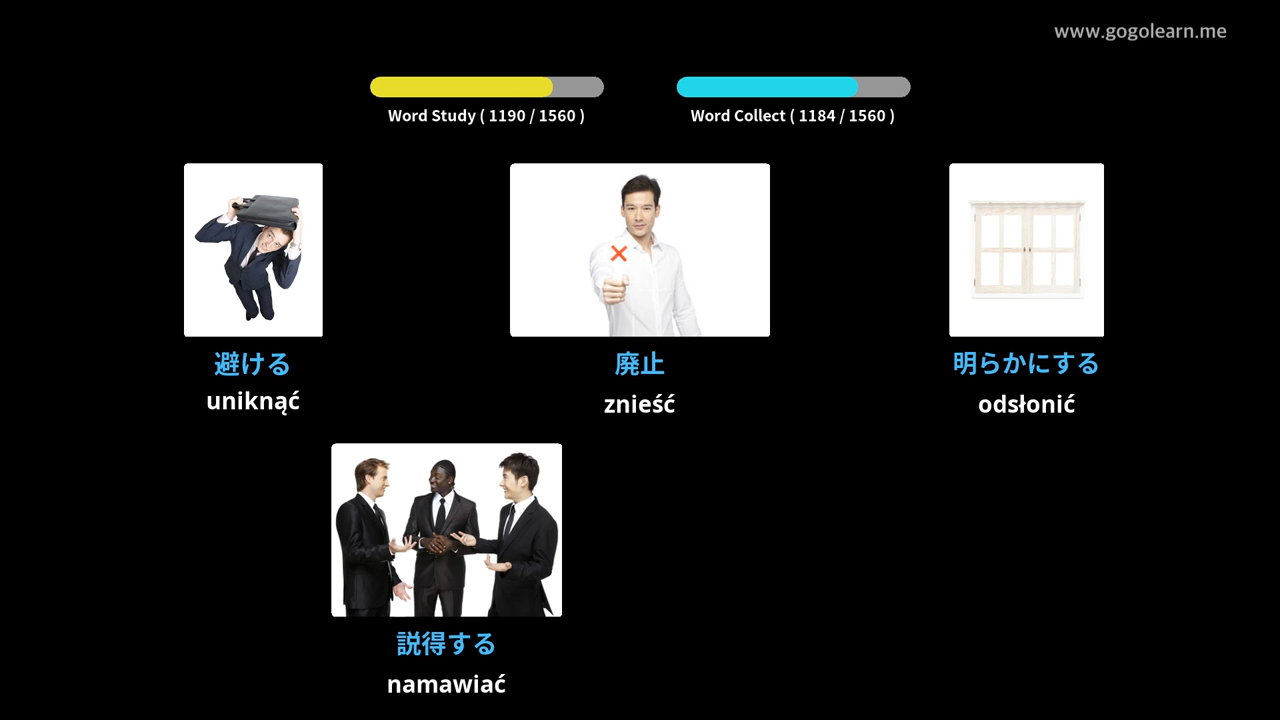 www.gogolearn.me
Word Study ( 1190 / 1560 )
Word Collect ( 1184 / 1560 )
避ける
uniknąć
廃止
znieść
明らかにする
odsłonić
説得する
namawiać